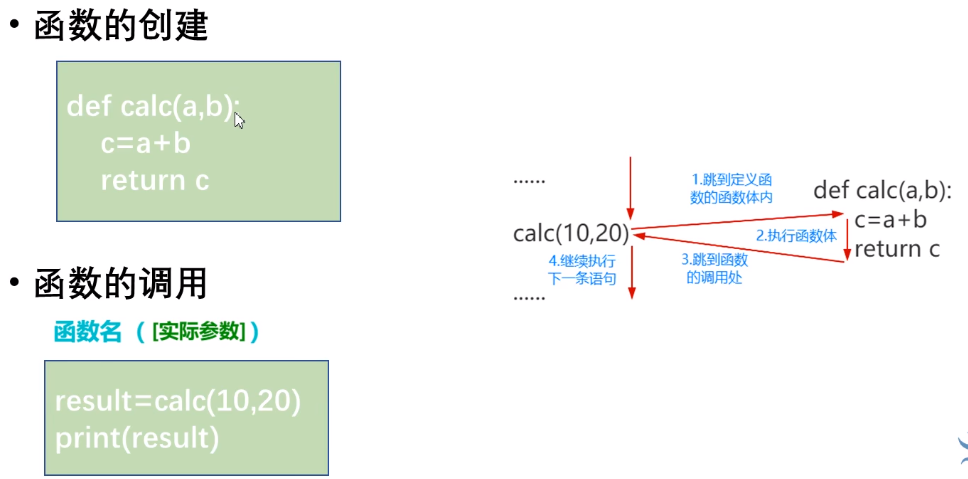 • 函数的创建
def calc(a,b):
c=a+b
return c
• 函数的调用
函数名（[实际参数]）
result=calc(10,20)
print(result)
......
calc(10,20)
......
1.跳到定义函
数的函数体内
2.执行函数体
3.跳到函数
的调用处
4.继续执行
下一条语句
def calc(a,b):
c=a+b
return c